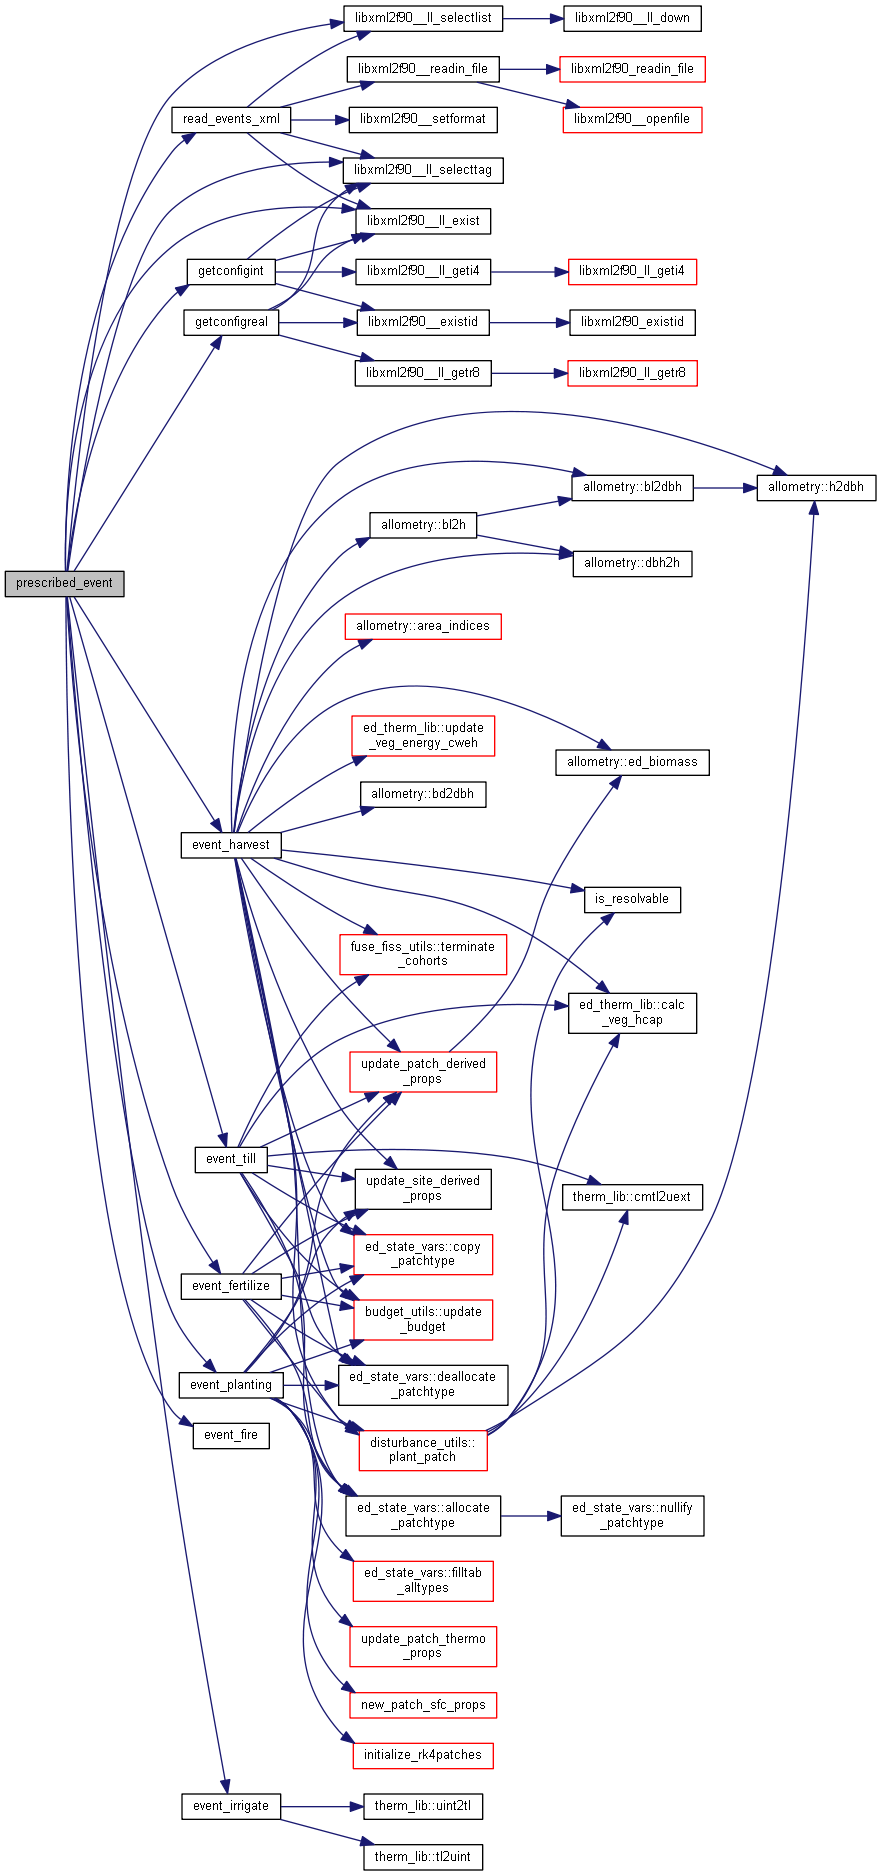 libxml2f90__ll_selectlist
libxml2f90__ll_down
libxml2f90__readin_file
libxml2f90_readin_file
read_events_xml
libxml2f90__setformat
libxml2f90__openfile
libxml2f90__ll_selecttag
libxml2f90__ll_exist
getconfigint
libxml2f90__ll_geti4
libxml2f90_ll_geti4
getconfigreal
libxml2f90__existid
libxml2f90_existid
libxml2f90__ll_getr8
libxml2f90_ll_getr8
allometry::bl2dbh
allometry::h2dbh
allometry::bl2h
allometry::dbh2h
prescribed_event
allometry::area_indices
ed_therm_lib::update
_veg_energy_cweh
allometry::ed_biomass
allometry::bd2dbh
event_harvest
is_resolvable
fuse_fiss_utils::terminate
_cohorts
ed_therm_lib::calc
_veg_hcap
update_patch_derived
_props
event_till
update_site_derived
_props
therm_lib::cmtl2uext
ed_state_vars::copy
_patchtype
event_fertilize
budget_utils::update
_budget
event_planting
ed_state_vars::deallocate
_patchtype
event_fire
disturbance_utils::
plant_patch
ed_state_vars::allocate
_patchtype
ed_state_vars::nullify
_patchtype
ed_state_vars::filltab
_alltypes
update_patch_thermo
_props
new_patch_sfc_props
initialize_rk4patches
event_irrigate
therm_lib::uint2tl
therm_lib::tl2uint